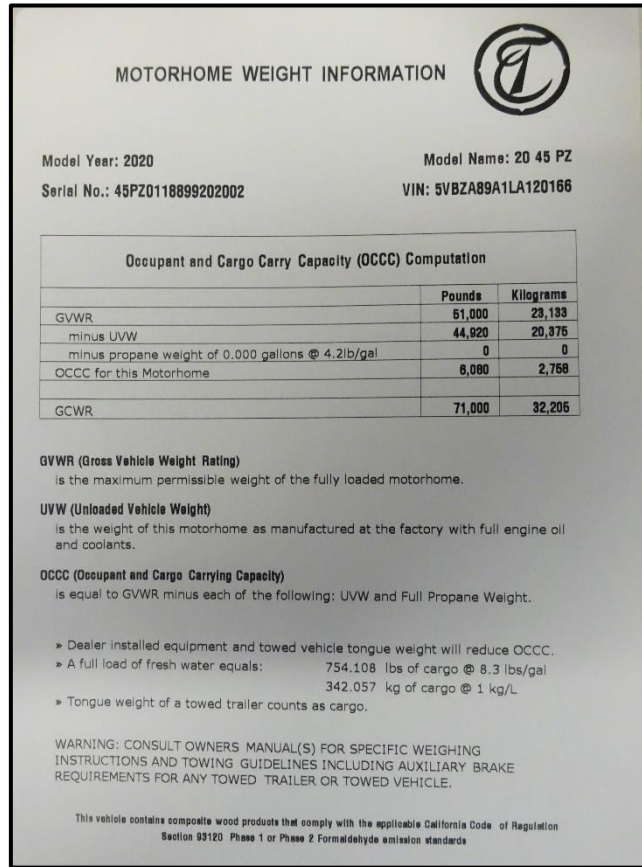 MOTORHOME WEIGHT INFORMATION
Model Year: 2020 Model Name: 20 45 PZ
Serial No.: 45PZ0118899202002 VIN: 5VBZA89A1LA120166
Occupant and Cargo Carry Capacity (OCCC) Computation
Pounds Kilograms
GVWR 51,000 23,133
minus UVW 44,920 20,375
minus propane weight of 0.000 gallons @ 4.2lb/gal 0 0
OCCC for this Motorhome 6,080 2,758
GCWR 71,000 32,205
GVWR (Gross Vehicle Weight Rating)
is the maximum permissible weight of the fully loaded motorhome.
UVW (Unloaded Vehicle Weight)
is the weight of this motorhome as manufactured at the factory with full engine oil
and coolants.
OCCC (Occupant and Cargo Carrying Capacity)
is equal to GVWR minus each of the following: UVW and Full Propane Weight.
» Dealer installed equipment and towed vehicle tongue weight will reduce OCCC.
» A full load of fresh water equals: 754.108 lbs of cargo @ 8.3 lbs/gal
342.057 kg of cargo @ 1 kg/L
» Tongue weight of a towed trailer counts as cargo.
WARNING: CONSULT OWNERS MANUAL(S) FOR SPECIFIC WEIGHING
INSTRUCTIONS AND TOWING GUIDELINES INCLUDING AUXILIARY BRAKE
REQUIREMENTS FOR ANY TOWED TRAILER OR TOWED VEHICLE.
This vehicle contains composite wood products that comply with the applicable California Code of Regulation
Section 93120 Phase 1 or Phase 2 Formaldehyde emission standards